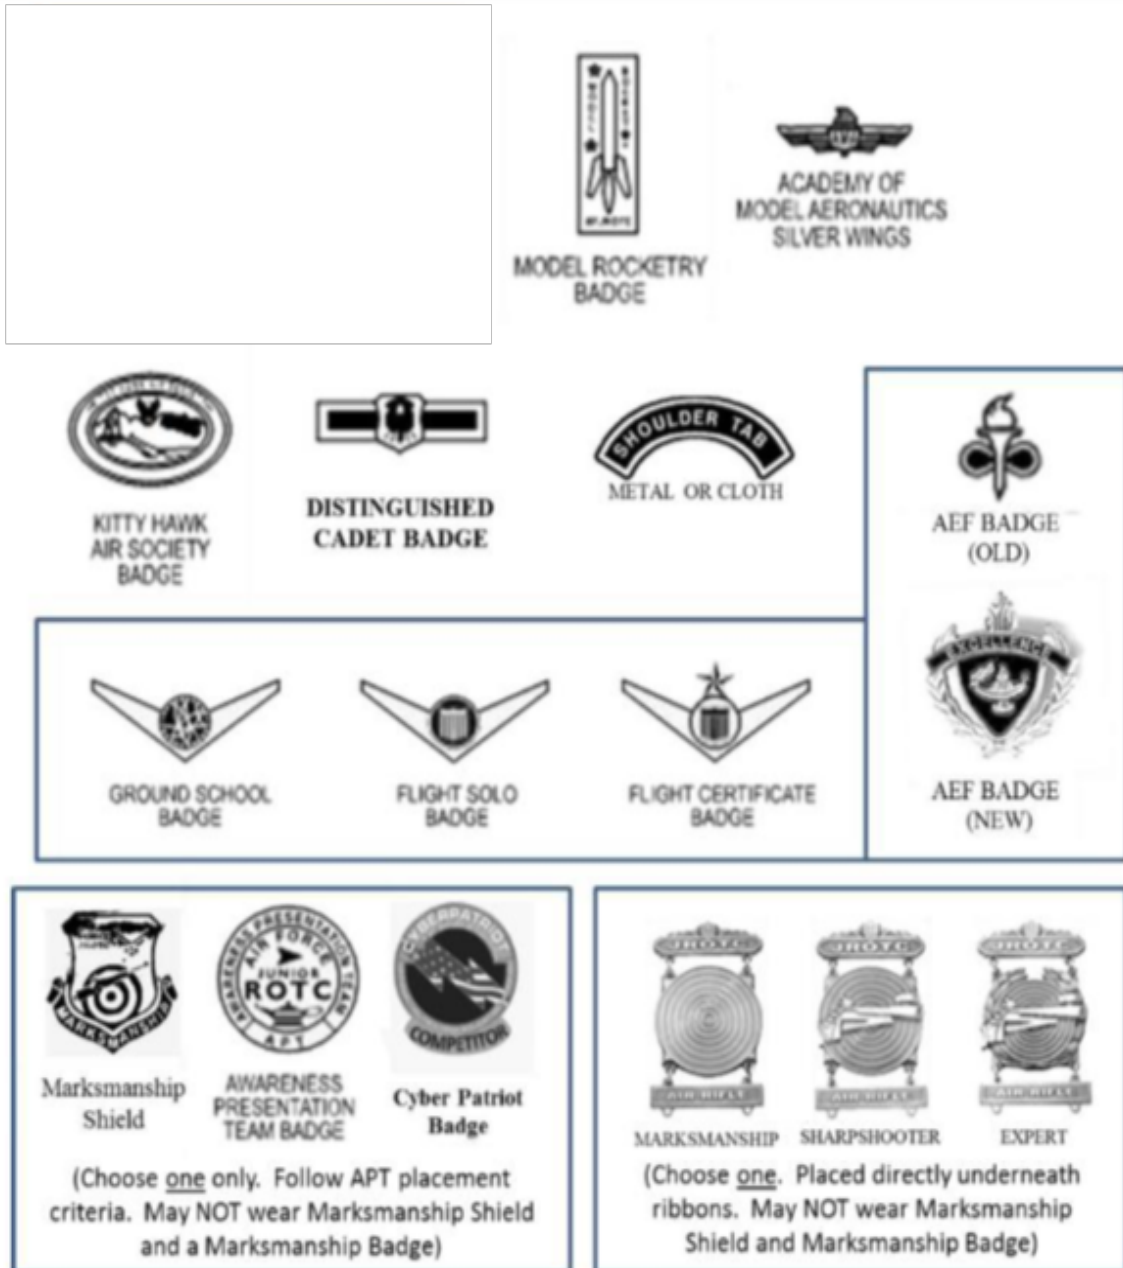 MODEL ROCKETRY
BADGE
ACADEMY OF
MODEL AERONAUTICS
SILVER WINGS
KITTY HAWK
AIR SOCIETY
BADGE
DISTINGUISHED
CADET BADGE
SHOULDER TAB
METAL OR CLOTH
AEF BADGE
(OLD)
EXCELLENCE
AEF BADGE
(NEW)
GROUND SCHOOL
BADGE
FLIGHT SOLO
BADGE
FLIGHT CERTIFICATE
BADGE
MARKSMANSHIP
Marksmanship
Shield
AWARENESS PRESENTATION TEAM
AIR FORCE
JUNIOR
ROTC
APT
AWARENESS
PRESENTATION
TEAM BADGE
CYBERPATRIOT
COMPETITOR
Cyber Patriot
Badge
(Choose one only. Follow APT placement
criteria. May NOT wear Marksmanship Shield
and a Marksmanship Badge)
JROTC
AIR RIFLE
MARKSMANSHIP
JROTC
AIR RIFLE
SHARPSHOOTER
JROTC
AIR RIFLE
EXPERT
(Choose one. Placed directly underneath
ribbons. May NOT wear Marksmanship
Shield and Marksmanship Badge)